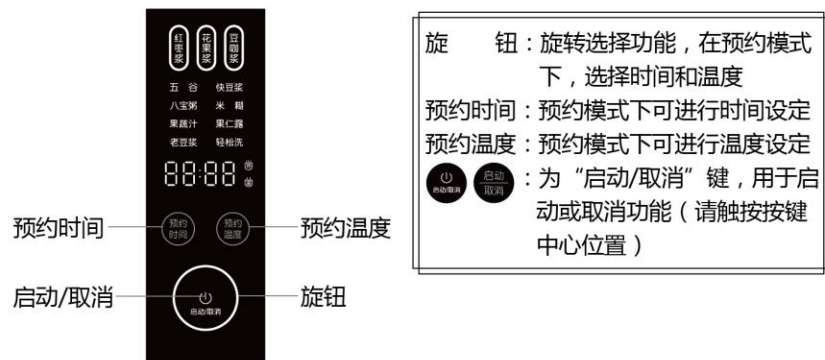 红枣浆
花果浆
豆咖浆
五谷 快豆浆
八宝粥 米糊
果蔬汁 果仁露
老豆浆 轻松洗
88:88
预约时间
预约温度
启动/取消
预约时间
预约温度
启动/取消
旋钮
旋 钮：旋转选择功能，在预约模式
下，选择时间和温度
预约时间：预约模式下可进行时间设定
预约温度：预约模式下可进行温度设定
启动/取消 启动 取消 ：为“启动/取消”键，用于启
动或取消功能（请触按按键
中心位置）